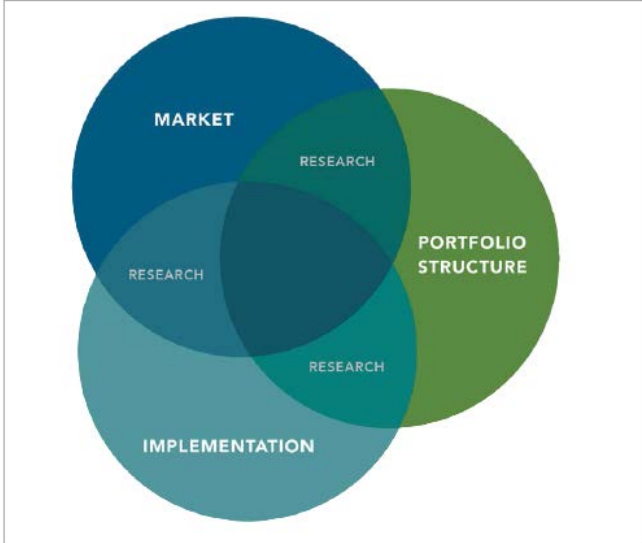 MARKET
RESEARCH
PORTFOLIO
STRUCTURE
RESEARCH
RESEARCH
IMPLEMENTATION